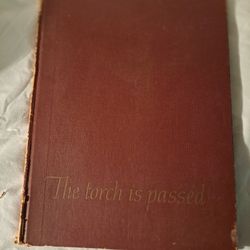 The torch is passed